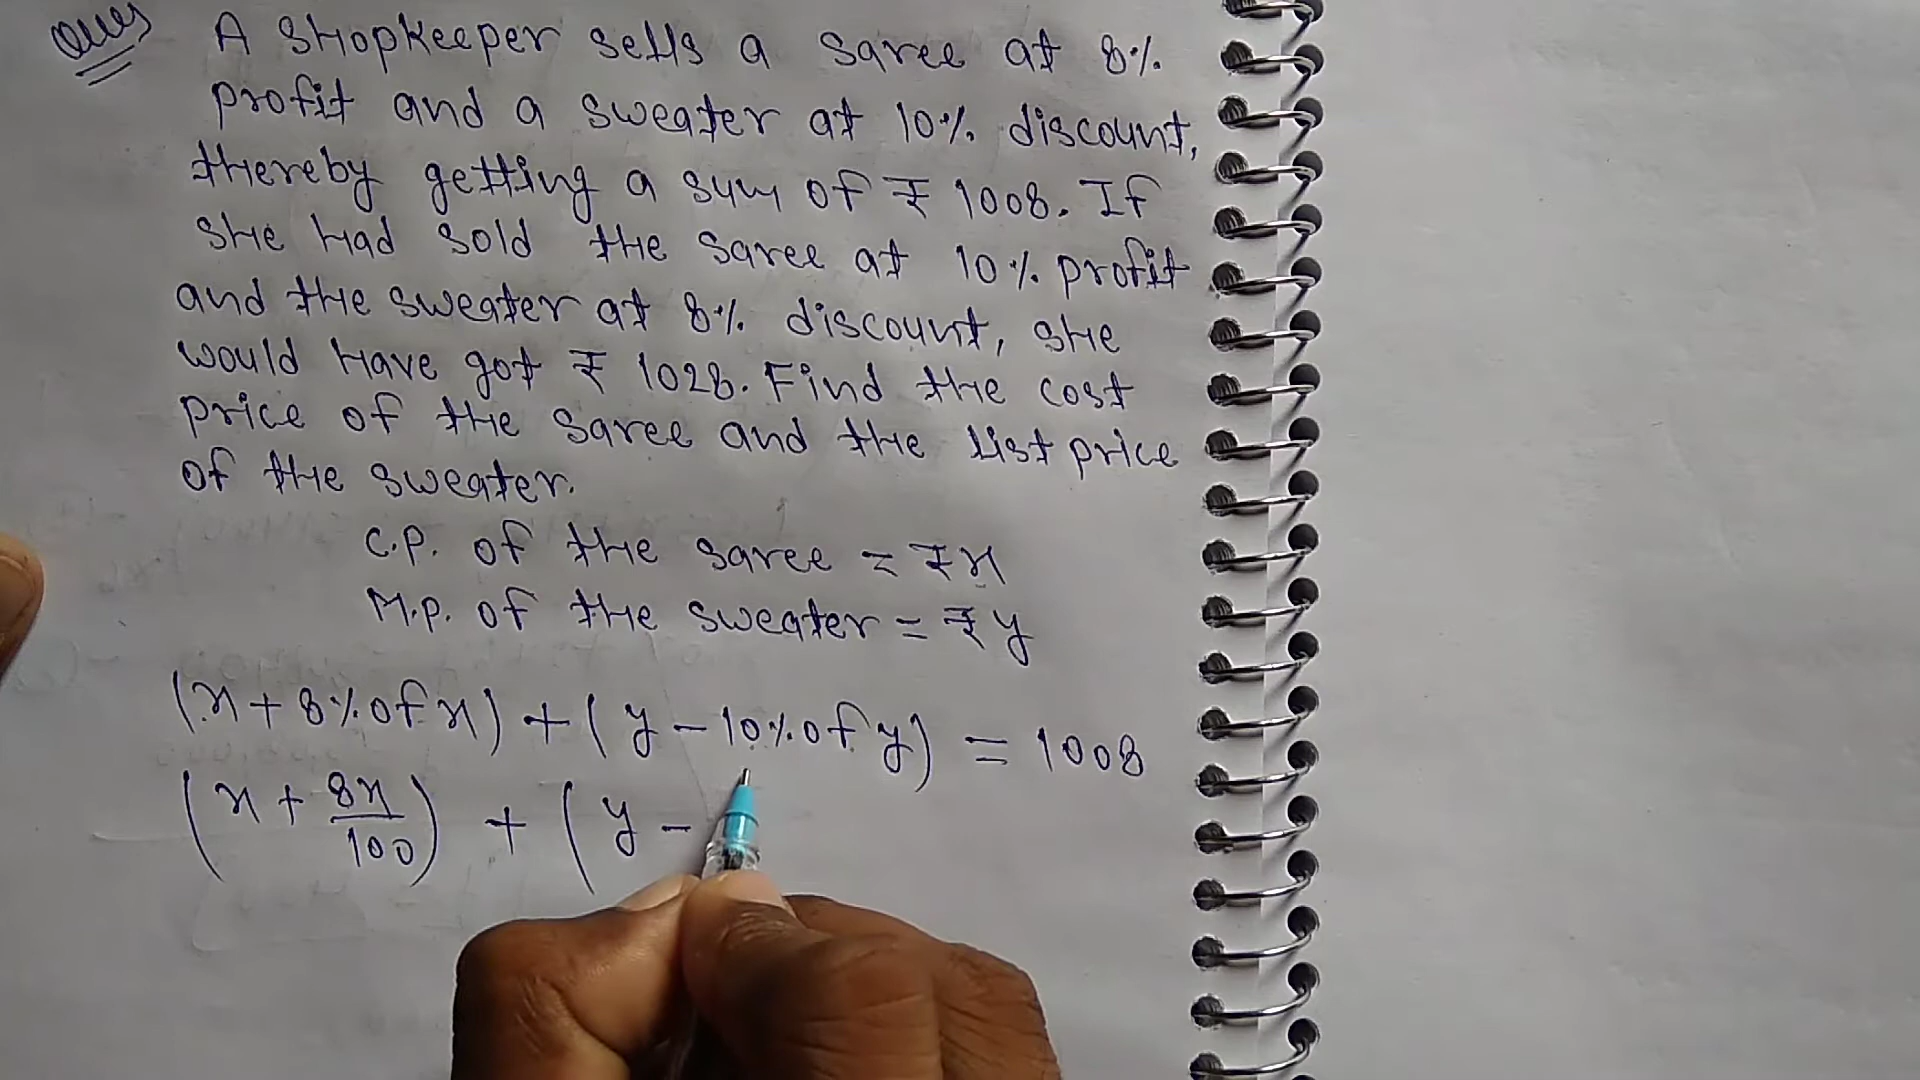 Ques A shopkeeper sells a saree at 8%
profit and a sweater at 10% discount,
thereby getting a sum of ₹ 1008. If
she had sold the saree at 10% profit
and the sweater at 8% discount, she
would have got ₹ 1028. Find the cost
price of the saree and the list price
of the sweater.
C.P. of the saree = ₹x
M.P. of the sweater = ₹y
(x + 8% of x) + (y - 10% of y) = 1008
(x + 8x/100) + (y -